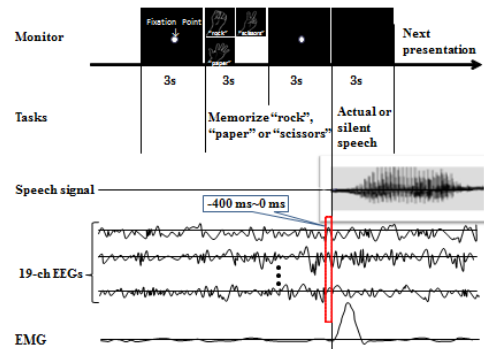 Monitor
Fixation Point
"rock"
"scissors"
"paper"
Next
presentation
3s
3s
3s
3s
Tasks
Memorize "rock",
"paper" or "scissors"
Actual or
silent
speech
Speech signal
-400 ms~0 ms
19-ch EEGs
EMG